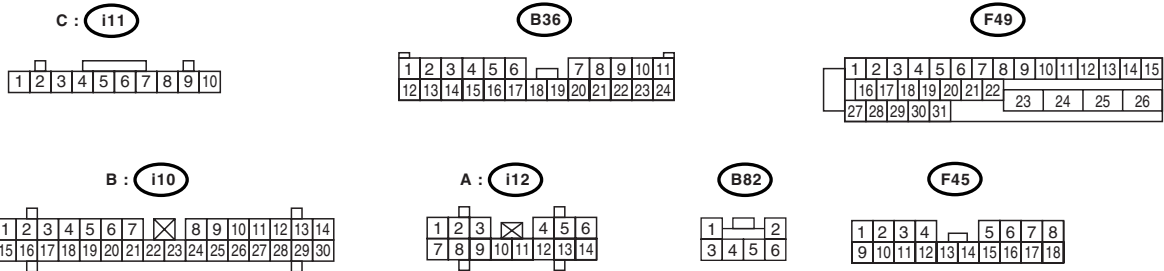 C : i11
B36
F49
1 2 3 4 5 6 7 8 9 10
1 2 3 4 5 6 7 8 9 10 11
12 13 14 15 16 17 18 19 20 21 22 23 24
1 2 3 4 5 6 7 8 9 10 11 12 13 14 15
16 17 18 19 20 21 22 23 24 25 26
27 28 29 30 31
B : i10
A : i12
B82
F45
1 2 3 4 5 6 7 8 9 10 11 12 13 14
15 16 17 18 19 20 21 22 23 24 25 26 27 28 29 30
1 2 3 4 5 6
7 8 9 10 11 12 13 14
1 2
3 4 5 6
1 2 3 4 5 6 7 8
9 10 11 12 13 14 15 16 17 18